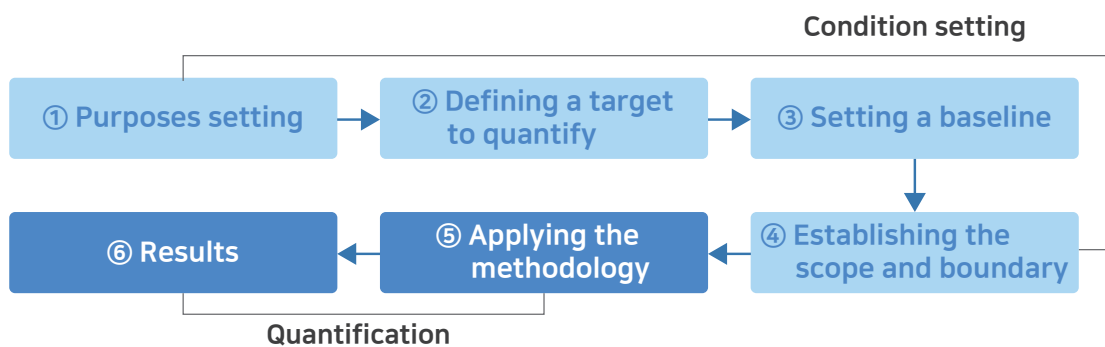 Condition setting
① Purposes setting
② Defining a target
to quantify
③ Setting a baseline
④ Establishing the
scope and boundary
⑤ Applying the
methodology
⑥ Results
Quantification